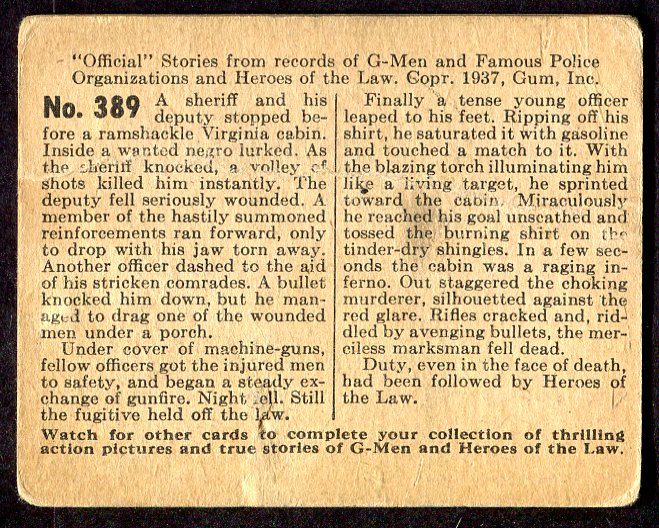 "Official" Stories from records of G-Men and Famous Police
Organizations and Heroes of the Law. Copr. 1937, Gum, Inc.
No. 389
A sheriff and his
deputy stopped be-
fore a ramshackle Virginia cabin.
Inside a wanted negro lurked. As
the sheriff knocked, a volley of
shots killed him instantly. The
deputy fell seriously wounded. A
member of the hastily summoned
reinforcements ran forward, only
to drop with his jaw torn away.
Another officer dashed to the aid
of his stricken comrades. A bullet
knocked him down, but he man-
aged to drag one of the wounded
men under a porch.
Under cover of machine-guns,
fellow officers got the injured men
to safety, and began a steady ex-
change of gunfire. Night fell. Still
the fugitive held off the law.
Finally a tense young officer
leaped to his feet. Ripping off his
shirt, he saturated it with gasoline
and touched a match to it. With
the blazing torch illuminating him
like a living target, he sprinted
toward the cabin. Miraculously
he reached his goal unscathed and
tossed the burning shirt on the
tinder-dry shingles. In a few sec-
onds the cabin was a raging in-
ferno. Out staggered the choking
murderer, silhouetted against the
red glare. Rifles cracked and, rid-
dled by avenging bullets, the mer-
ciless marksman fell dead.
Duty, even in the face of death,
had been followed by Heroes of
the Law.
Watch for other cards to complete your collection of thrilling
action pictures and true stories of G-Men and Heroes of the Law.